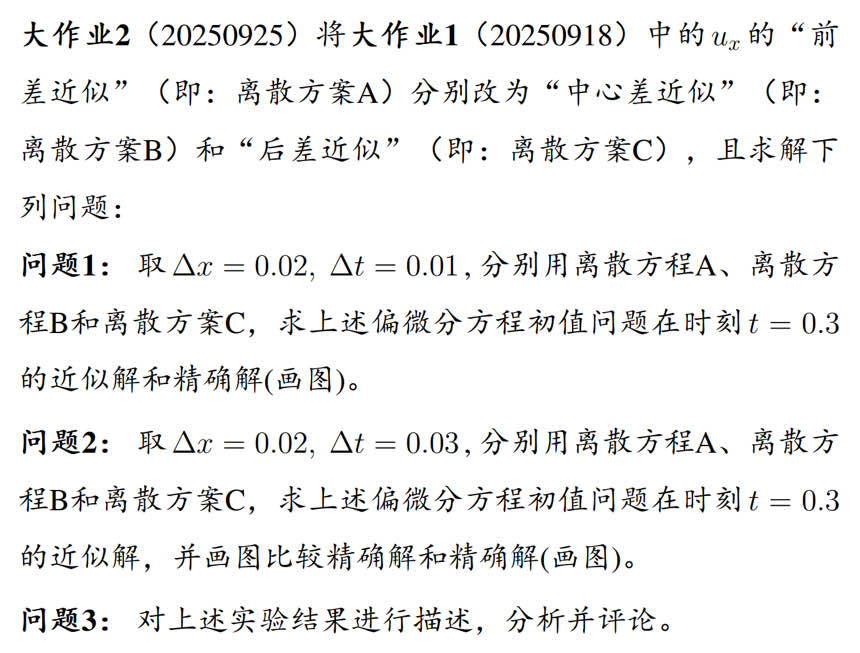 大作业2（20250925）将大作业1（20250918）中的 $u_x$ 的“前
差近似”（即：离散方案A）分别改为“中心差近似”（即：
离散方案B）和“后差近似”（即：离散方案C），且求解下
列问题：
问题1： 取 $\Delta x = 0.02, \Delta t = 0.01$, 分别用离散方程A、离散方
程B和离散方案C，求上述偏微分方程初值问题在时刻 $t = 0.3$
的近似解和精确解(画图)。
问题2： 取 $\Delta x = 0.02, \Delta t = 0.03$, 分别用离散方程A、离散方
程B和离散方案C，求上述偏微分方程初值问题在时刻 $t = 0.3$
的近似解，并画图比较精确解和精确解(画图)。
问题3： 对上述实验结果进行描述，分析并评论。